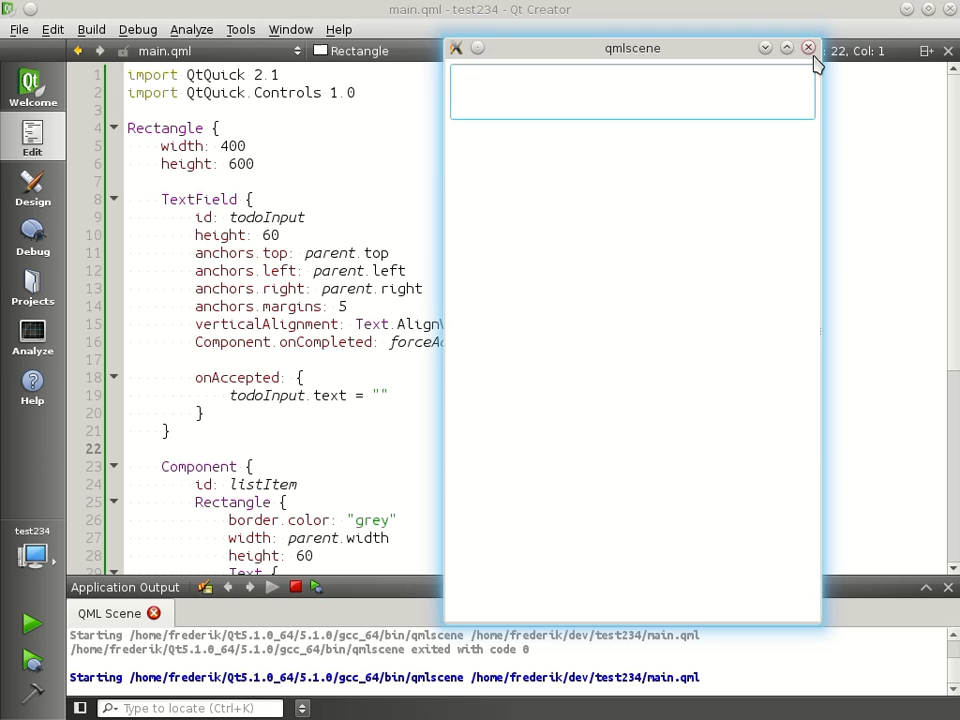 main.qml - test234 - Qt Creator
File Edit Build Debug Analyze Tools Window Help
main.qml Rectangle : 22, Col: 1
qmlscene
Welcome
Edit
Design
Debug
Projects
Analyze
Help
test234
1 import QtQuick 2.1
2 import QtQuick.Controls 1.0
3
4 Rectangle {
5 width: 400
6 height: 600
7
8 TextField {
9 id: todoInput
10 height: 60
11 anchors.top: parent.top
12 anchors.left: parent.left
13 anchors.right: parent.right
14 anchors.margins: 5
15 verticalAlignment: Text.Align
16 Component.onCompleted: forceA
17
18 onAccepted: {
19 todoInput.text = ""
20 }
21 }
22
23 Component {
24 id: listItem
25 Rectangle {
26 border.color: "grey"
27 width: parent.width
28 height: 60
29 Text {
Application Output
QML Scene
Starting /home/frederik/Qt5.1.0_64/5.1.0/gcc_64/bin/qmlscene /home/frederik/dev/test234/main.qml
/home/frederik/Qt5.1.0_64/5.1.0/gcc_64/bin/qmlscene exited with code 0
Starting /home/frederik/Qt5.1.0_64/5.1.0/gcc_64/bin/qmlscene /home/frederik/dev/test234/main.qml
Type to locate (Ctrl+K)